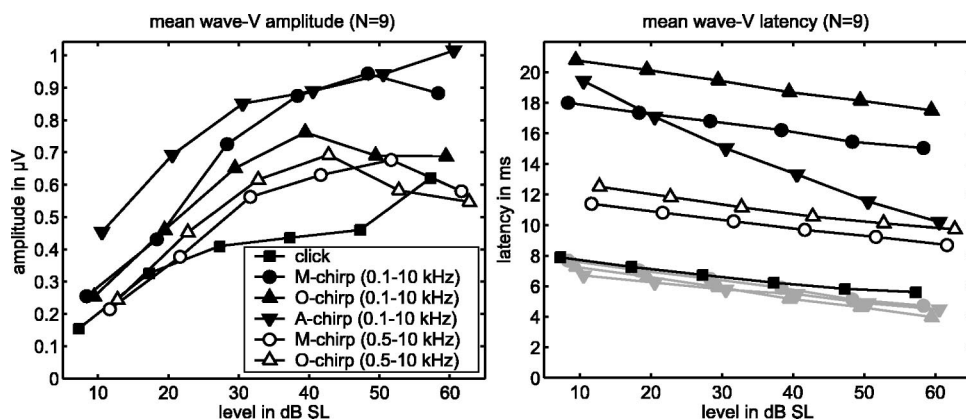 mean wave-V amplitude (N=9)
amplitude in µV
1
0.9
0.8
0.7
0.6
0.5
0.4
0.3
0.2
0.1
0
click
M-chirp (0.1-10 kHz)
O-chirp (0.1-10 kHz)
A-chirp (0.1-10 kHz)
M-chirp (0.5-10 kHz)
O-chirp (0.5-10 kHz)
10 20 30 40 50 60
level in dB SL
mean wave-V latency (N=9)
latency in ms
20
18
16
14
12
10
8
6
4
2
0
10 20 30 40 50 60
level in dB SL